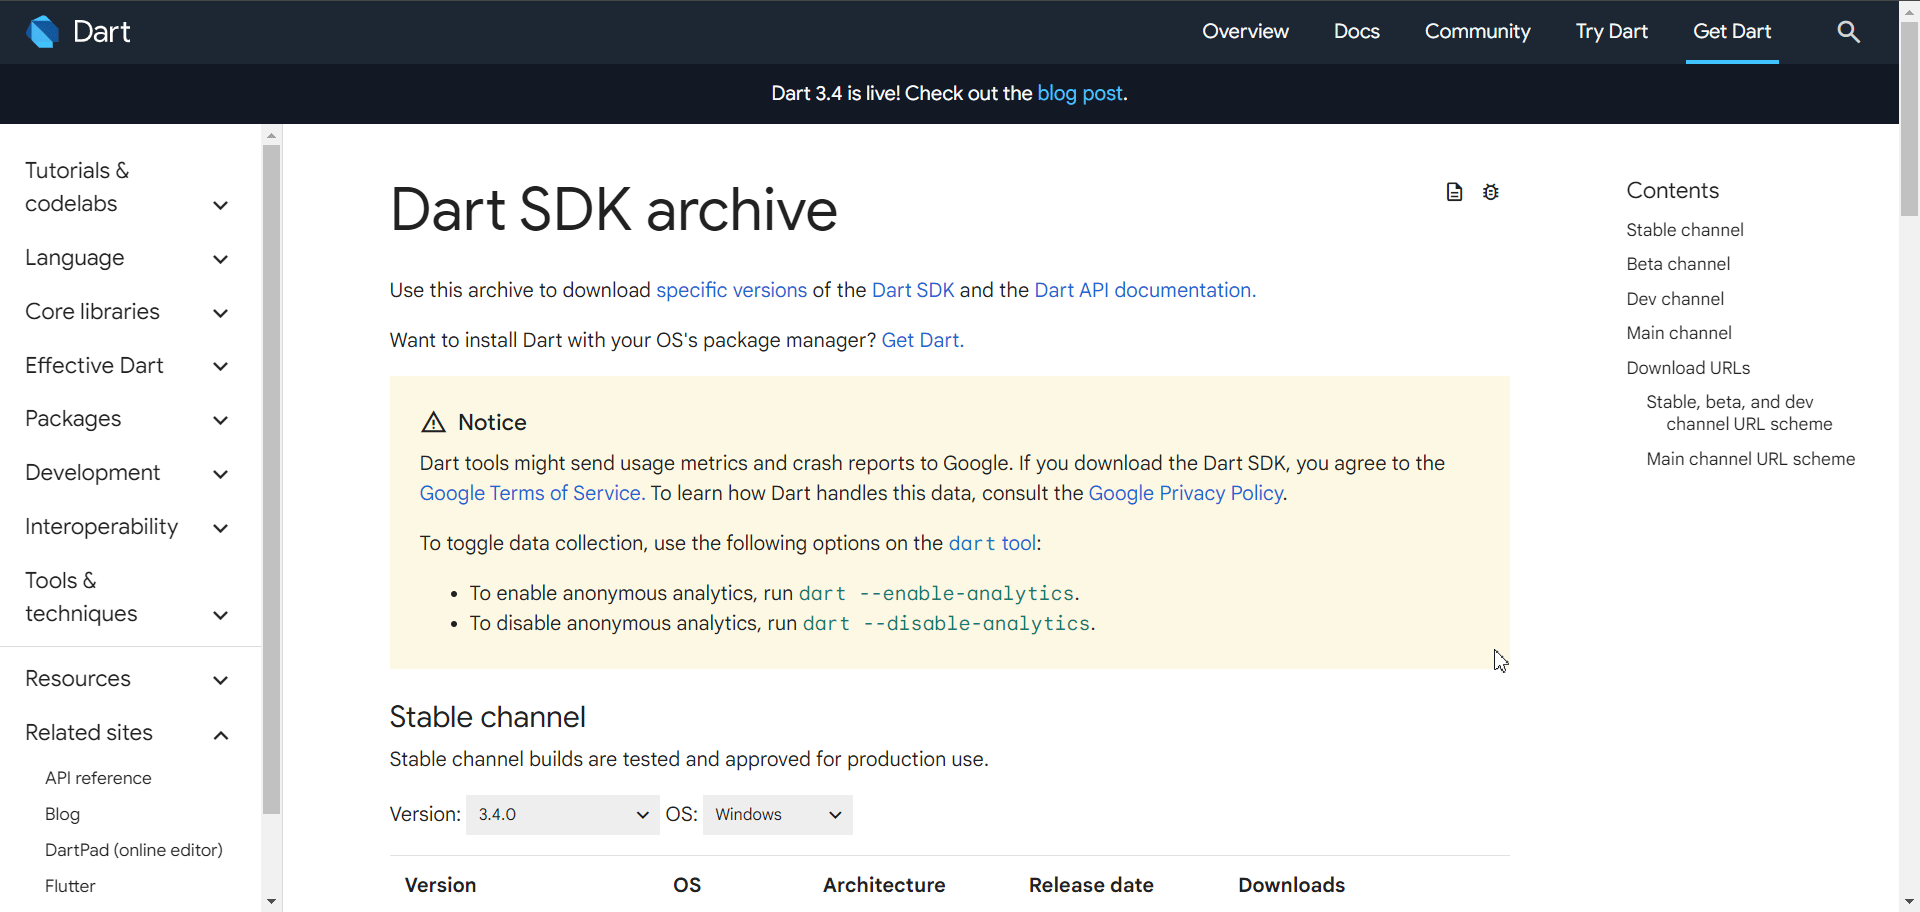 Dart
Overview
Docs
Community
Try Dart
Get Dart
Dart 3.4 is live! Check out the blog post.
Tutorials &
codelabs
Language
Core libraries
Effective Dart
Packages
Development
Interoperability
Tools &
techniques
Resources
Related sites
API reference
Blog
DartPad (online editor)
Flutter
Dart SDK archive
Use this archive to download specific versions of the Dart SDK and the Dart API documentation.
Want to install Dart with your OS's package manager? Get Dart.
Notice
Dart tools might send usage metrics and crash reports to Google. If you download the Dart SDK, you agree to the
Google Terms of Service. To learn how Dart handles this data, consult the Google Privacy Policy.
To toggle data collection, use the following options on the dart tool:
• To enable anonymous analytics, run dart --enable-analytics.
• To disable anonymous analytics, run dart --disable-analytics.
Stable channel
Stable channel builds are tested and approved for production use.
Version: 3.4.0 OS: Windows
Version OS Architecture Release date Downloads
Contents
Stable channel
Beta channel
Dev channel
Main channel
Download URLs
Stable, beta, and dev
channel URL scheme
Main channel URL scheme